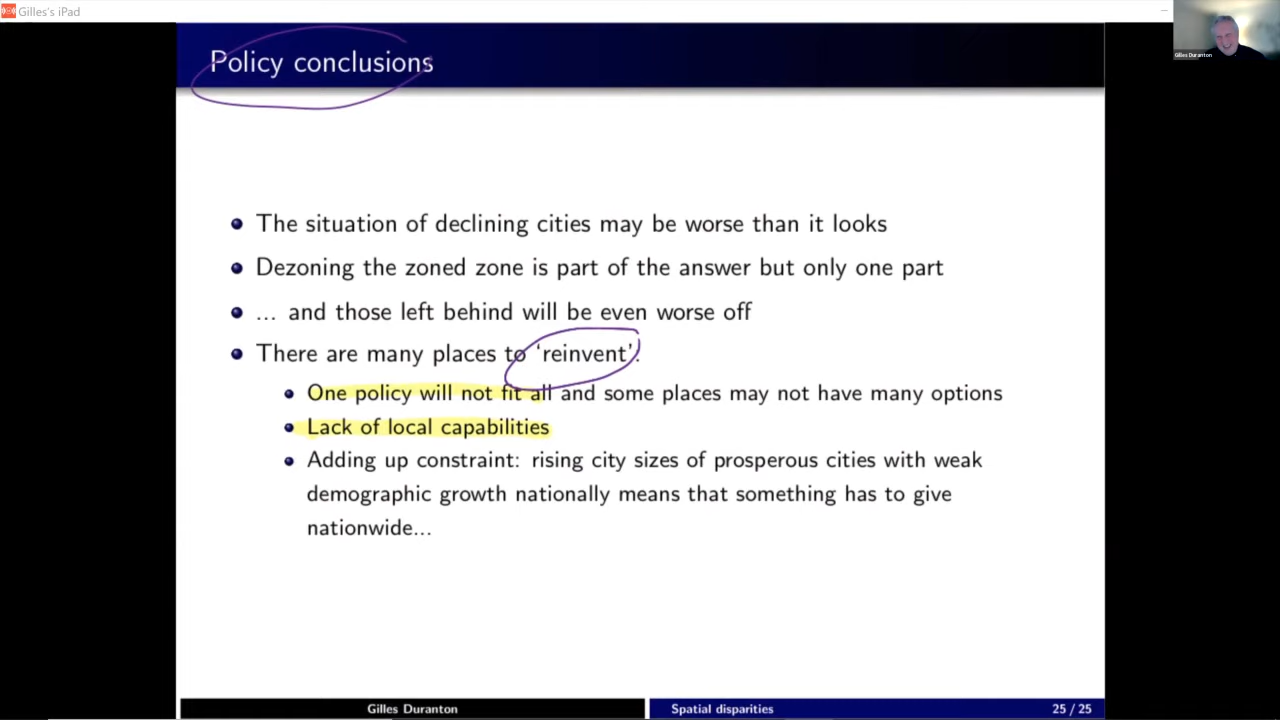 Gilles's iPad
Gilles Duranton
Policy conclusions
The situation of declining cities may be worse than it looks
Dezoning the zoned zone is part of the answer but only one part
... and those left behind will be even worse off
There are many places to ‘reinvent’:
One policy will not fit all and some places may not have many options
Lack of local capabilities
Adding up constraint: rising city sizes of prosperous cities with weak
demographic growth nationally means that something has to give
nationwide...
Gilles Duranton
Spatial disparities
25 / 25